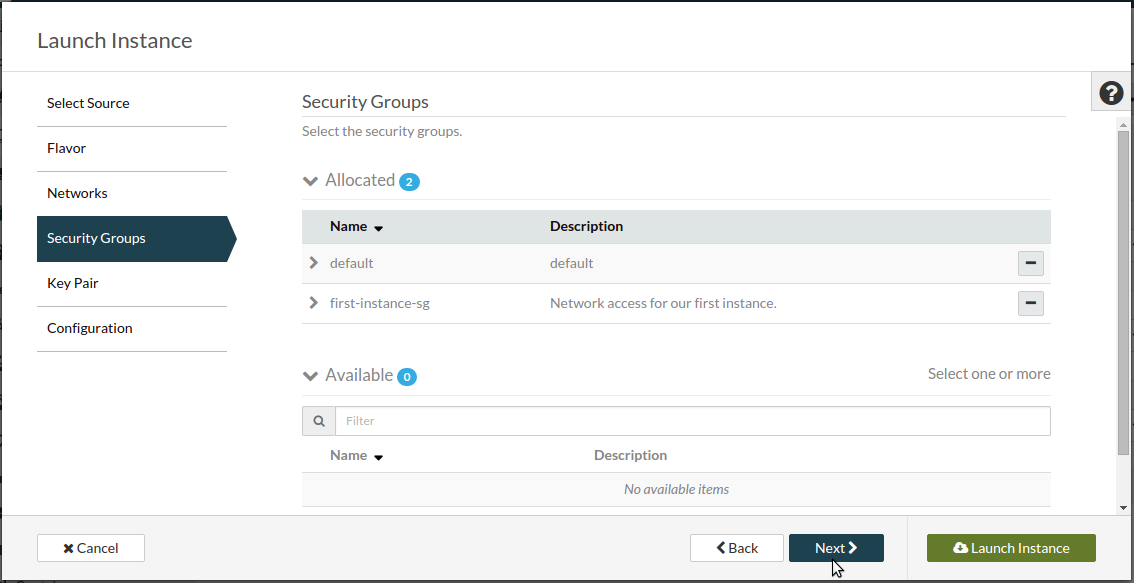 Launch Instance
Select Source
Flavor
Networks
Security Groups
Key Pair
Configuration
Security Groups
Select the security groups.
Allocated 2
Name Description
default default
first-instance-sg Network access for our first instance.
Available 0 Select one or more
Filter
Name Description
No available items
Cancel Back Next Launch Instance
?